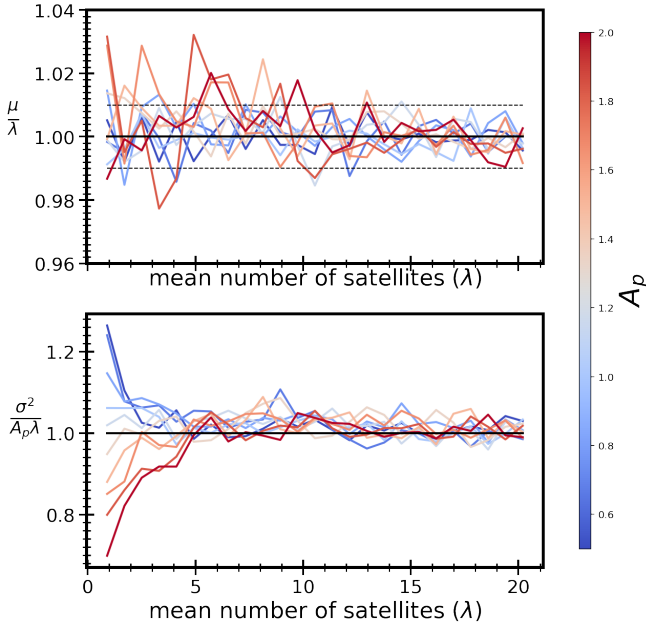 1.04
1.02
1.00
0.98
0.96
μ
λ
mean number of satellites (λ)
1.2
1.0
0.8
σ²
Aₚλ
0 5 10 15 20
mean number of satellites (λ)
2.0
1.8
1.6
1.4
1.2
1.0
0.8
0.6
Aₚ